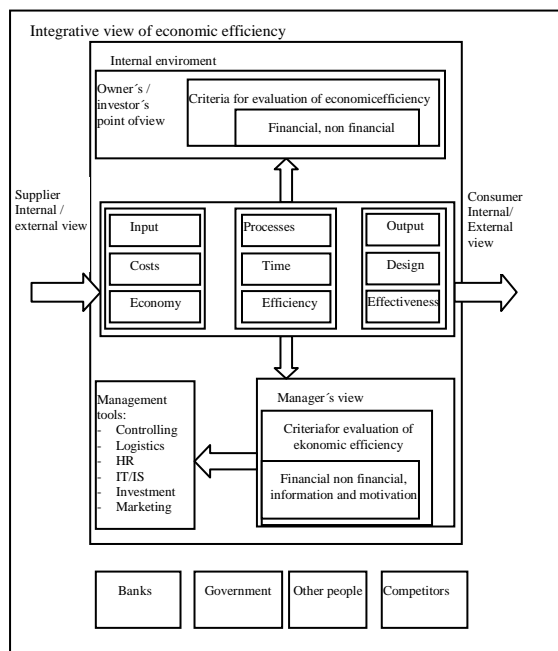 Integrative view of economic efficiency
Internal enviroment
Owner´s /
investor´s
point ofview
Criteria for evaluation of economicefficiency
Financial, non financial
Supplier
Internal /
external view
Consumer
Internal/
External
view
Input
Costs
Economy
Processes
Time
Efficiency
Output
Design
Effectiveness
Management
tools:
- Controlling
- Logistics
- HR
- IT/IS
- Investment
- Marketing
Manager´s view
Criteriafor evaluation of
ekonomic efficiency
Financial non financial,
information and motivation
Banks
Government
Other people
Competitors